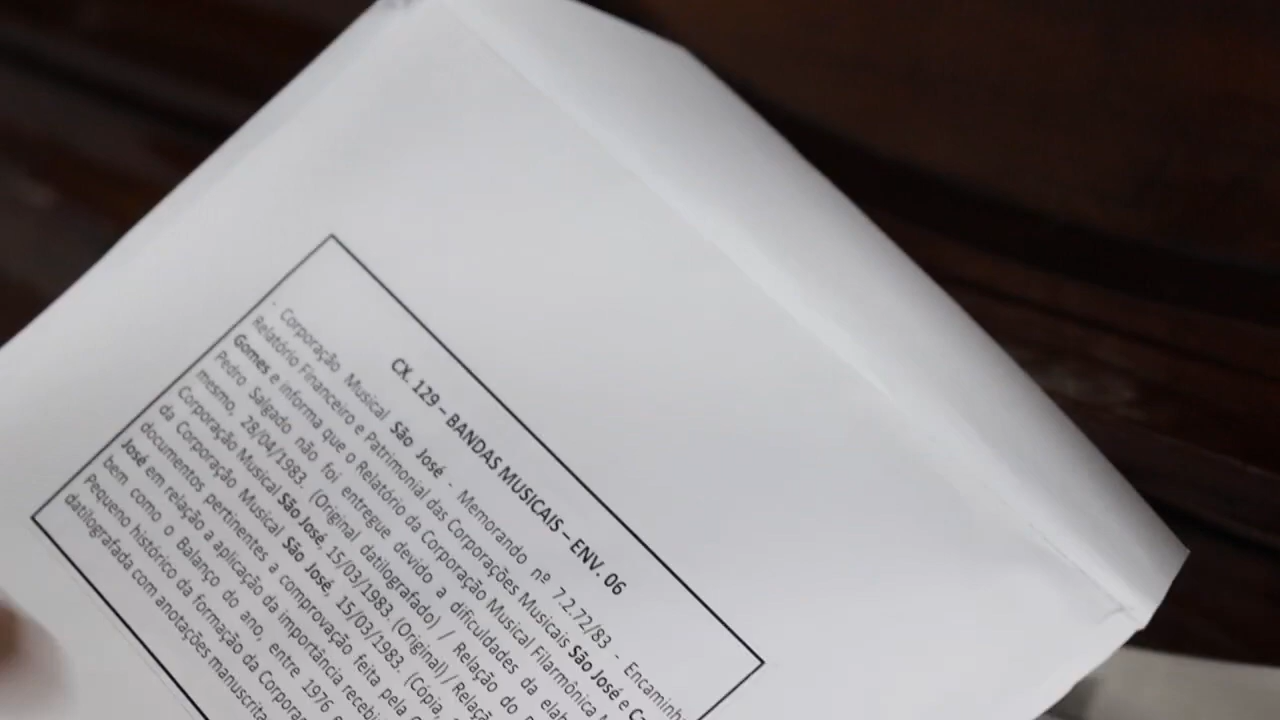 CX. 129 – BANDAS MUSICAIS – ENV. 06
- Corporação Musical São José - Memorando nº 7.2.72/83 - Encaminh
Relatório Financeiro e Patrimonial das Corporações Musicais São José e Ca
Gomes e informa que o Relatório da Corporação Musical Filarmônica
Pedro Salgado não foi entregue devido a dificuldades da elab
mesmo, 28/04/1983. (Original datilografado) / Relação do
Corporação Musical São José, 15/03/1983. (Original) / Relaç
da Corporação Musical São José, 15/03/1983. (Cópia,
documentos pertinentes a comprovação feita pela
José em relação a aplicação da importância recebi
bem como o Balanço do ano, entre 1976
Pequeno histórico da formação da Corpora
datilografada com anotações manuscrita